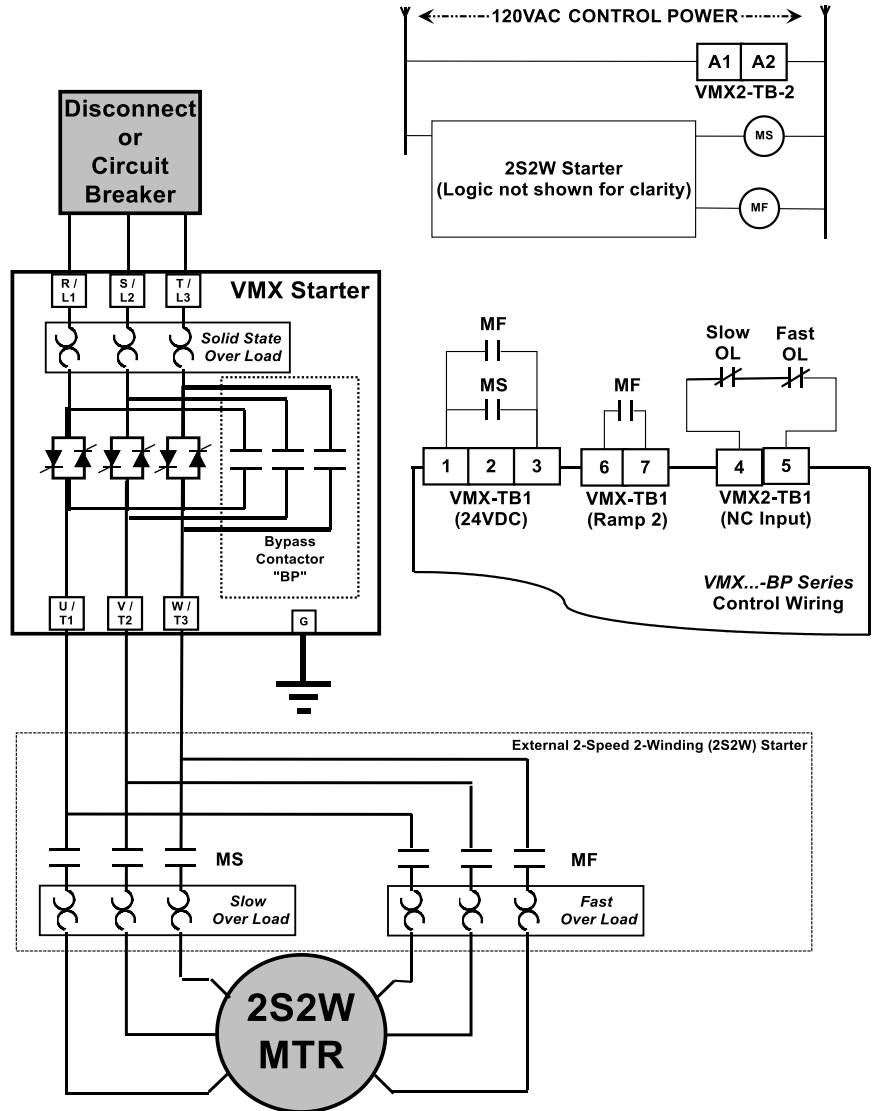 120VAC CONTROL POWER
A1 A2
VMX2-TB-2
MS
2S2W Starter
(Logic not shown for clarity)
MF
Disconnect
or
Circuit
Breaker
R / L1
S / L2
T / L3
VMX Starter
Solid State
Over Load
Bypass
Contactor
"BP"
U / T1
V / T2
W / T3
G
MF
MS
1 2 3
VMX-TB1
(24VDC)
MF
6 7
VMX-TB1
(Ramp 2)
Slow
OL
Fast
OL
4 5
VMX2-TB1
(NC Input)
VMX...-BP Series
Control Wiring
External 2-Speed 2-Winding (2S2W) Starter
MS
MF
Slow
Over Load
Fast
Over Load
2S2W
MTR